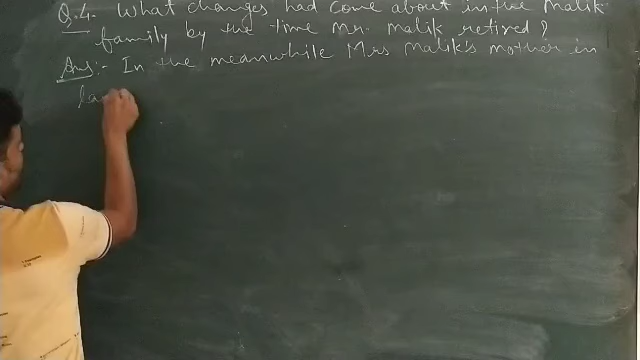 Q.4. What changes had come about in the Malik
family by the time Mr. Malik retired?
Ans:- In the meanwhile Mrs Malik's mother in
la